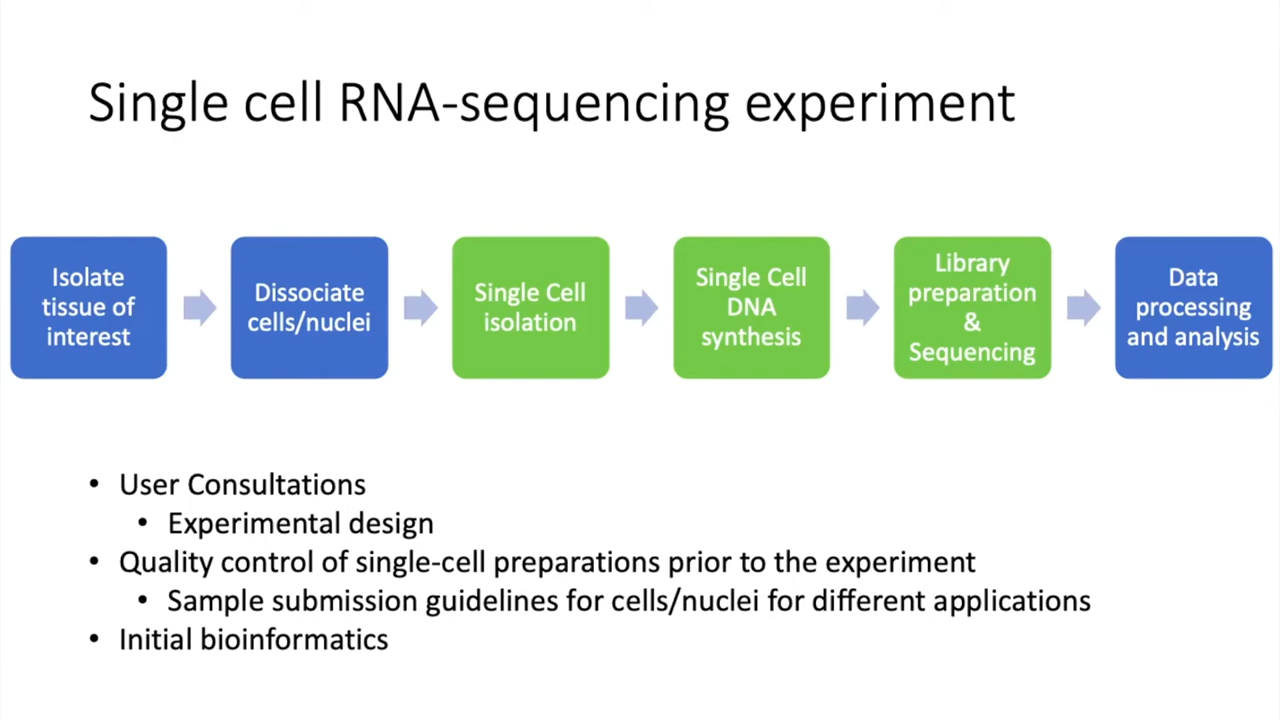 Single cell RNA-sequencing experiment
Isolate
tissue of
interest
Dissociate
cells/nuclei
Single Cell
isolation
Single Cell
DNA
synthesis
Library
preparation
&
Sequencing
Data
processing
and analysis
• User Consultations
• Experimental design
• Quality control of single-cell preparations prior to the experiment
• Sample submission guidelines for cells/nuclei for different applications
• Initial bioinformatics